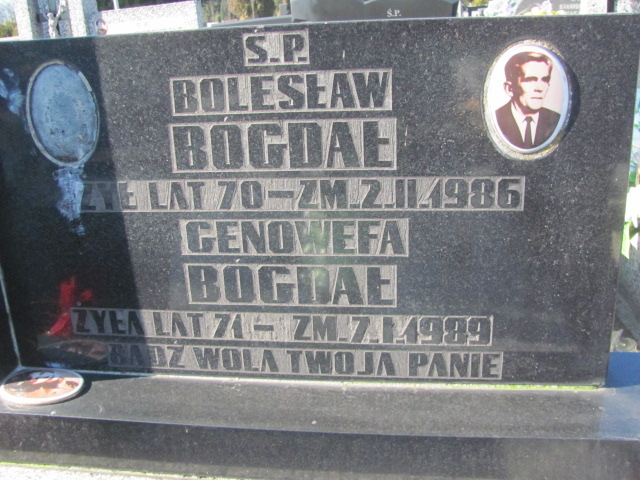 Ś.P.
S.P.
BOLESŁAW
BOGDAŁ
ŻYŁ LAT 70 - ZM. 2.II.1986
GENOWEFA
BOGDAŁ
ŻYŁA LAT 71 - ZM. 7.I.1989
BĄDŹ WOLA TWOJA PANIE